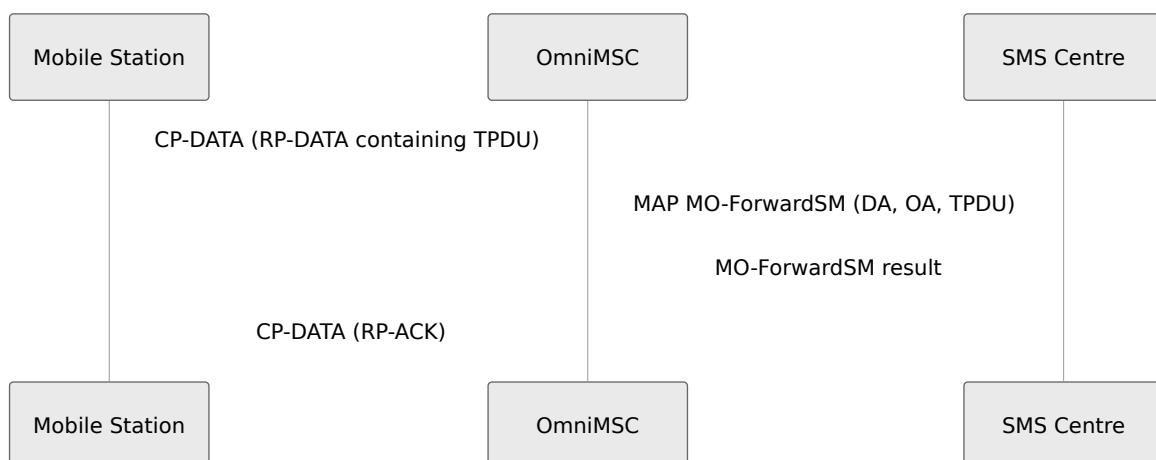 Mobile Station
OmniMSC
SMS Centre
CP-DATA (RP-DATA containing TPDU)
MAP MO-ForwardSM (DA, OA, TPDU)
MO-ForwardSM result
CP-DATA (RP-ACK)
Mobile Station
OmniMSC
SMS Centre